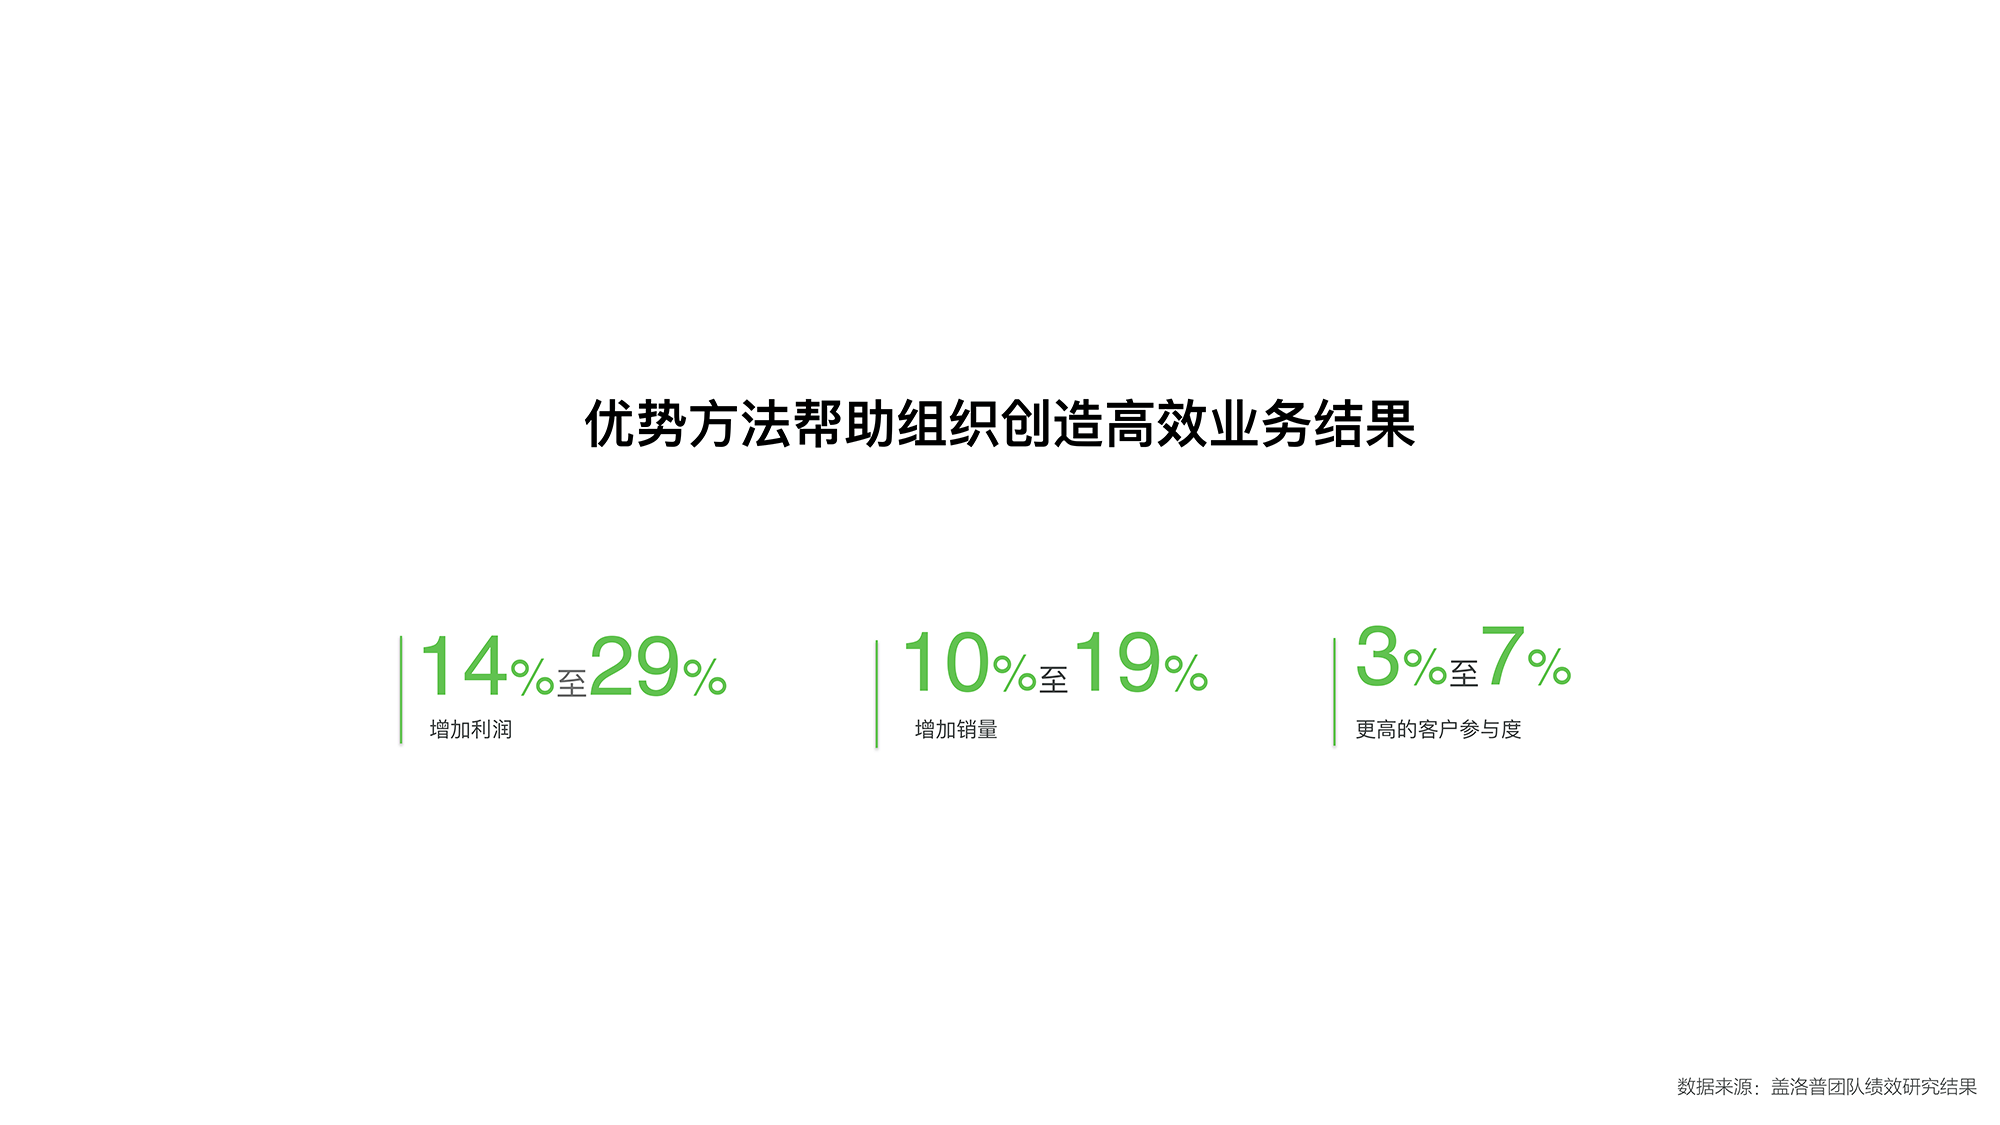 优势方法帮助组织创造高效业务结果
14%至29%
增加利润
10%至19%
增加销量
3%至7%
更高的客户参与度
数据来源：盖洛普团队绩效研究结果